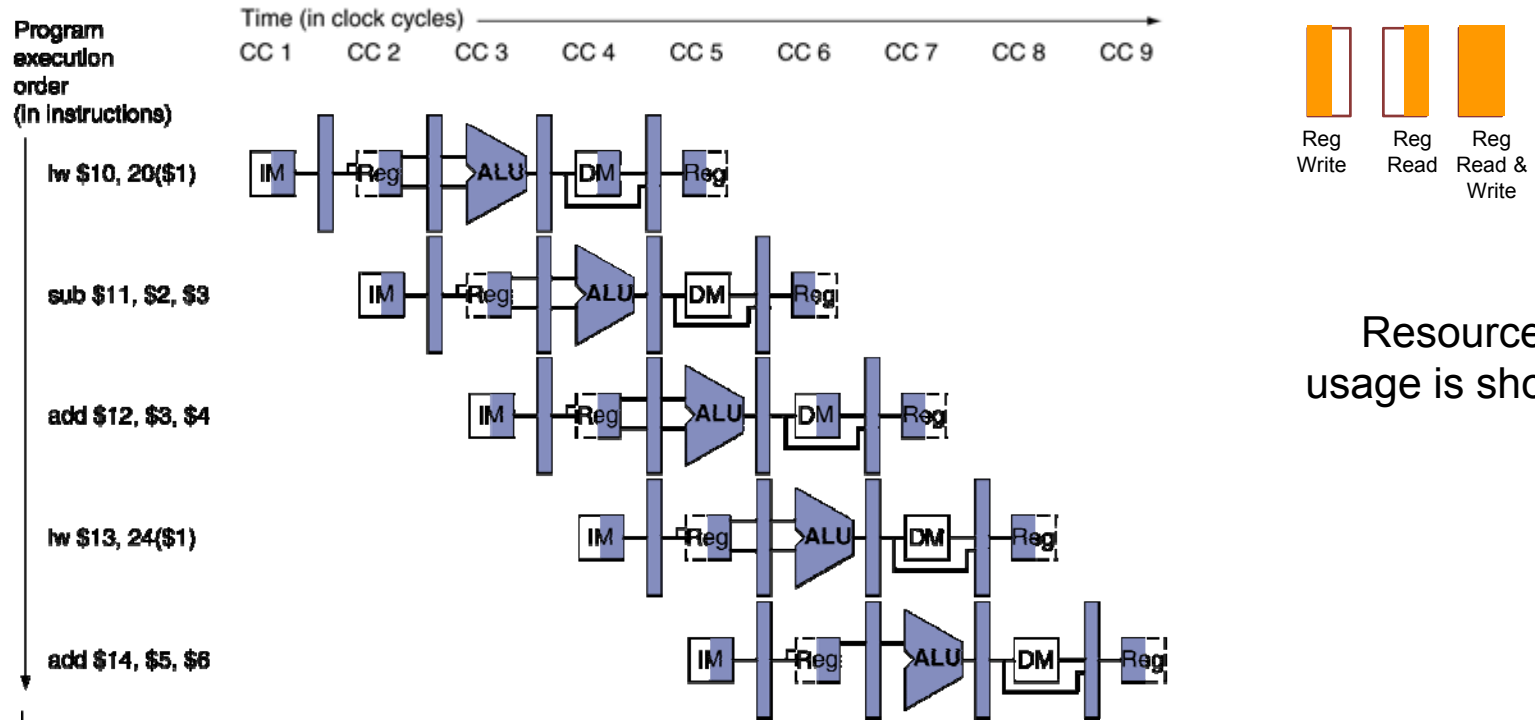 Time (in clock cycles)
Program
execution
order
(in instructions)
CC 1 CC 2 CC 3 CC 4 CC 5 CC 6 CC 7 CC 8 CC 9
Reg Write
Reg Read
Reg Read & Write
lw $10, 20($1)
IM Reg ALU DM Reg
sub $11, $2, $3
IM Reg ALU DM Reg
Resource
usage is sho
add $12, $3, $4
IM Reg ALU DM Reg
lw $13, 24($1)
IM Reg ALU DM Reg
add $14, $5, $6
IM Reg ALU DM Reg